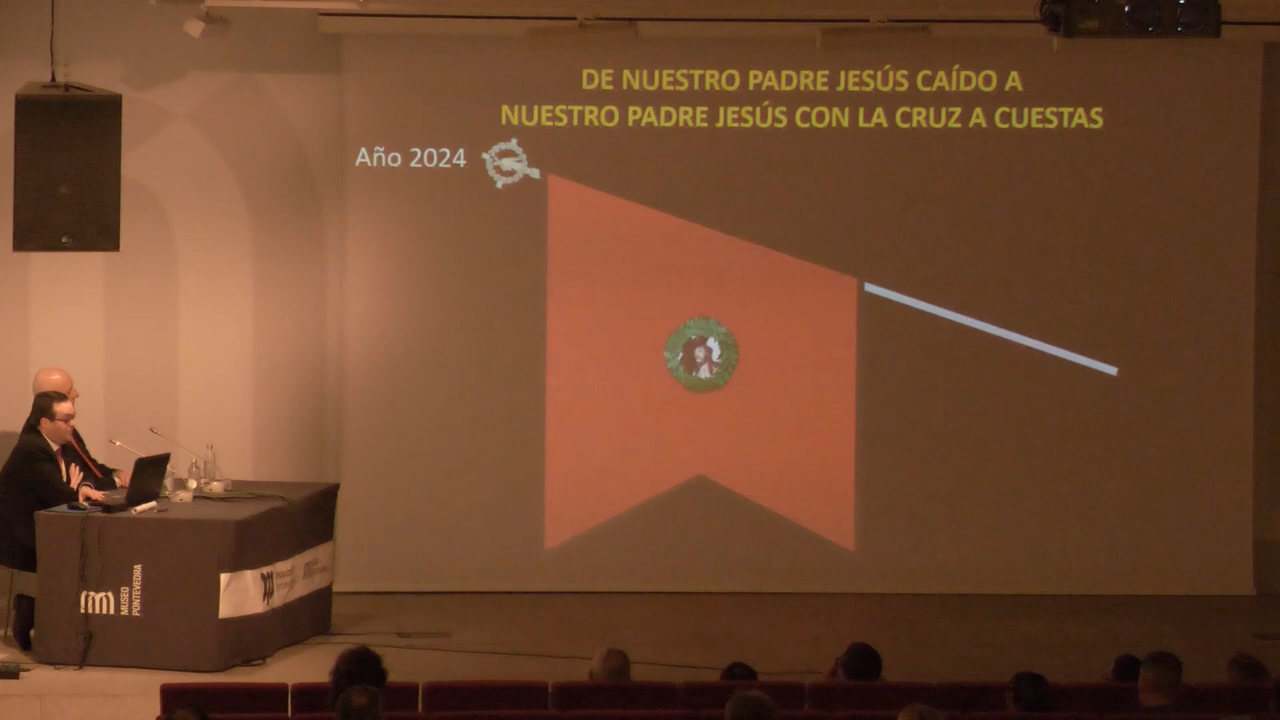 DE NUESTRO PADRE JESÚS CAÍDO A
NUESTRO PADRE JESÚS CON LA CRUZ A CUESTAS
Año 2024
MUSEO
PONTEVEDRA